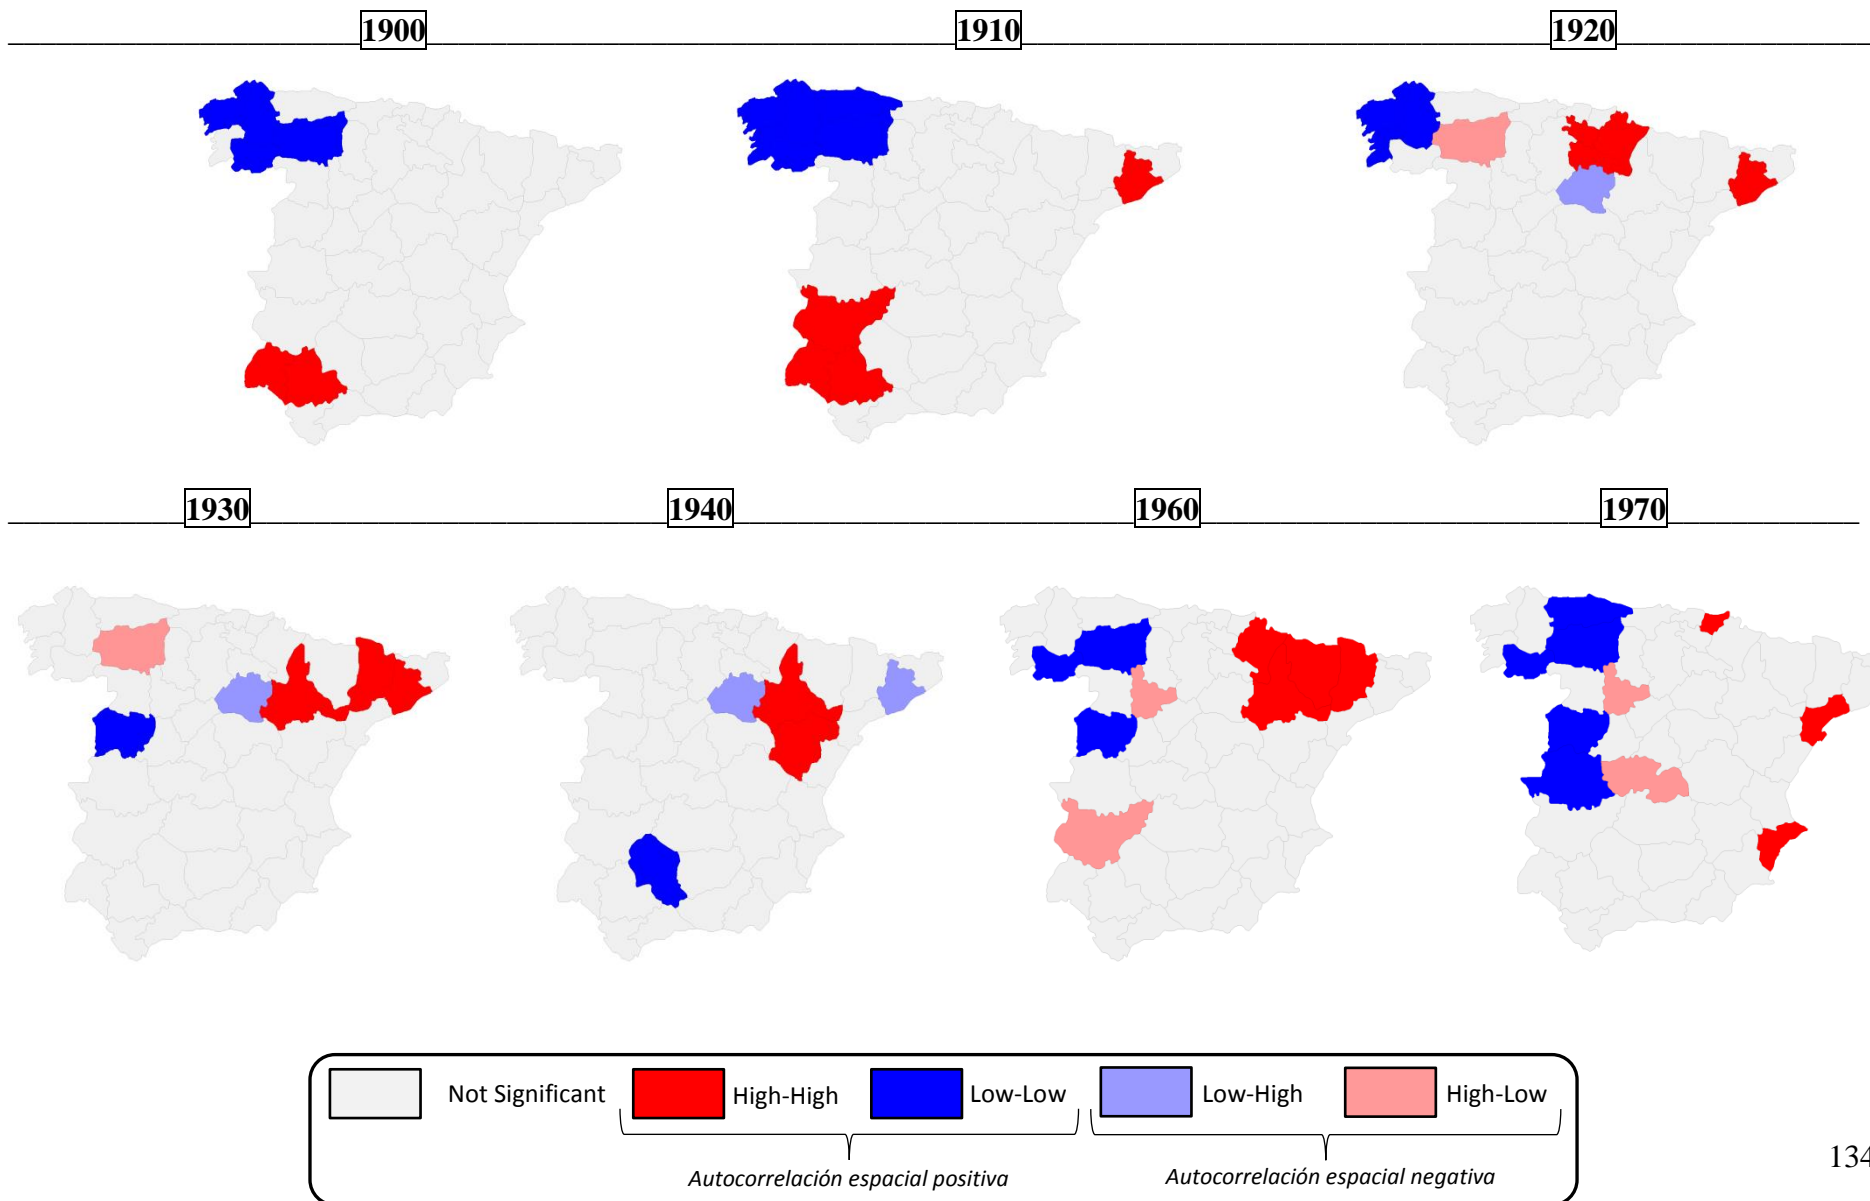 1900 1910 1920
1930 1940 1960 1970
Not Significant High-High Low-Low Low-High High-Low
Autocorrelación espacial positiva Autocorrelación espacial negativa
134